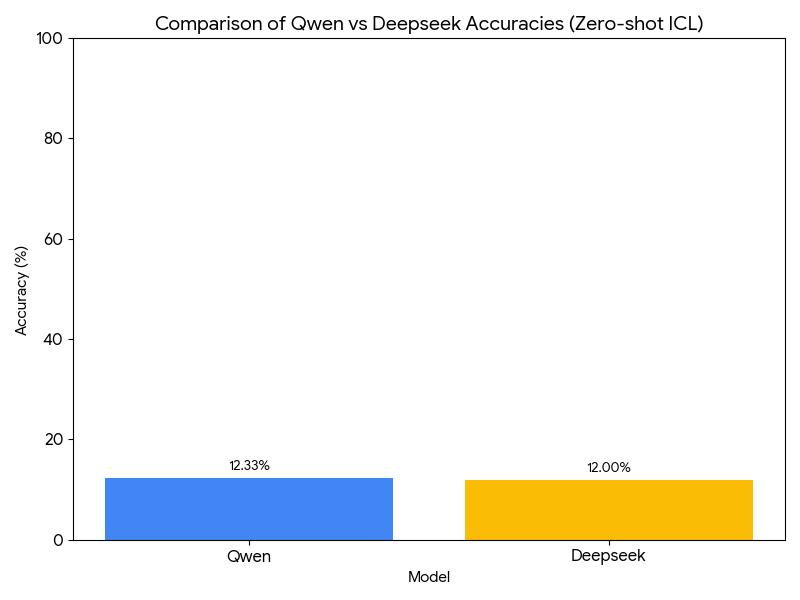 Comparison of Qwen vs Deepseek Accuracies (Zero-shot ICL)
100
80
60
40
20
0
Accuracy (%)
12.33%
12.00%
Qwen
Deepseek
Model